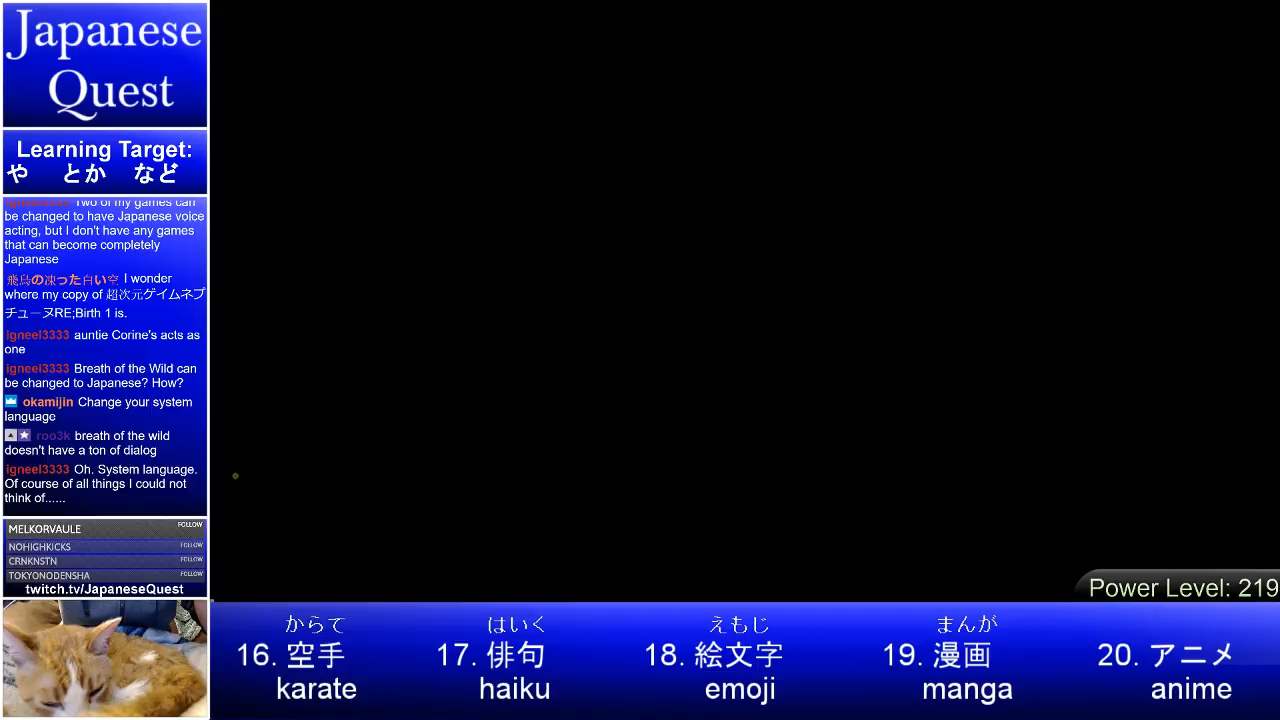 Japanese
Quest
Learning Target:
や とか など
igneel3333 Two of my games can
be changed to have Japanese voice
acting, but I don't have any games
that can become completely
Japanese
飛鳥の凍った白い空 I wonder
where my copy of 超次元ゲイムネプ
チューヌRE;Birth 1 is.
igneel3333 auntie Corine's acts as
one
igneel3333 Breath of the Wild can
be changed to Japanese? How?
okamijin Change your system
language
roo3k breath of the wild
doesn't have a ton of dialog
igneel3333 Oh. System language.
Of course of all things I could not
think of......
MELKORVAULE FOLLOW
NOHIGHKICKS FOLLOW
CRNKNSTN FOLLOW
TOKYONODENSHA FOLLOW
twitch.tv/JapaneseQuest
Power Level: 219
からて はいく えもじ まんが
16. 空手 17. 俳句 18. 絵文字 19. 漫画 20. アニメ
karate haiku emoji manga anime